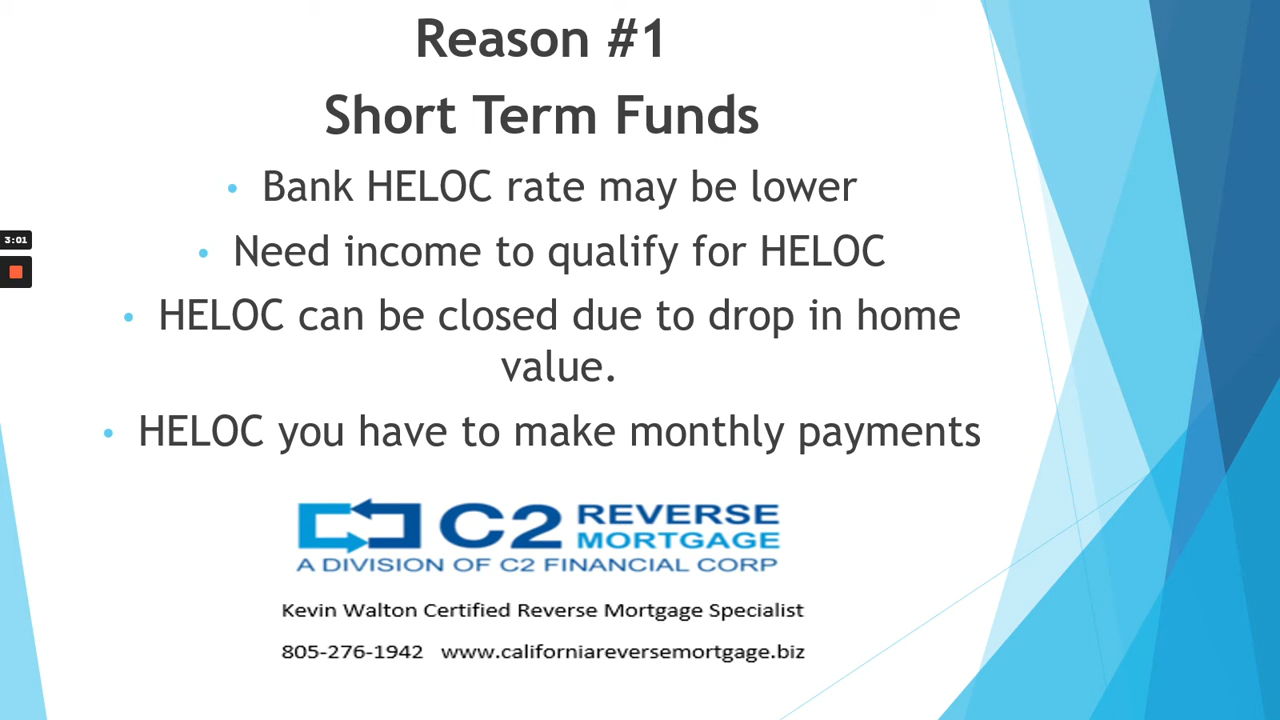 Reason #1
Short Term Funds
• Bank HELOC rate may be lower
• Need income to qualify for HELOC
• HELOC can be closed due to drop in home
value.
• HELOC you have to make monthly payments
3:01
C2 REVERSE
MORTGAGE
A DIVISION OF C2 FINANCIAL CORP
Kevin Walton Certified Reverse Mortgage Specialist
805-276-1942 www.californiareversemortgage.biz